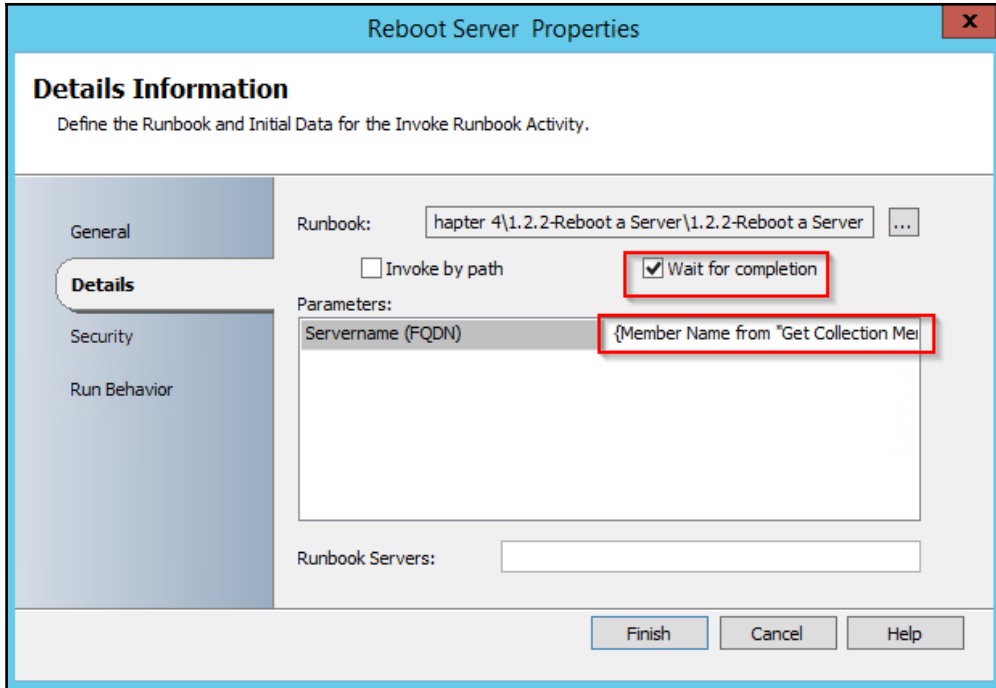 Reboot Server Properties
x
Details Information
Define the Runbook and Initial Data for the Invoke Runbook Activity.
General
Details
Security
Run Behavior
Runbook: hapter 4\1.2.2-Reboot a Server\1.2.2-Reboot a Server ...
Invoke by path Wait for completion
Parameters:
Servername (FQDN) {Member Name from "Get Collection Mer
Runbook Servers:
Finish Cancel Help